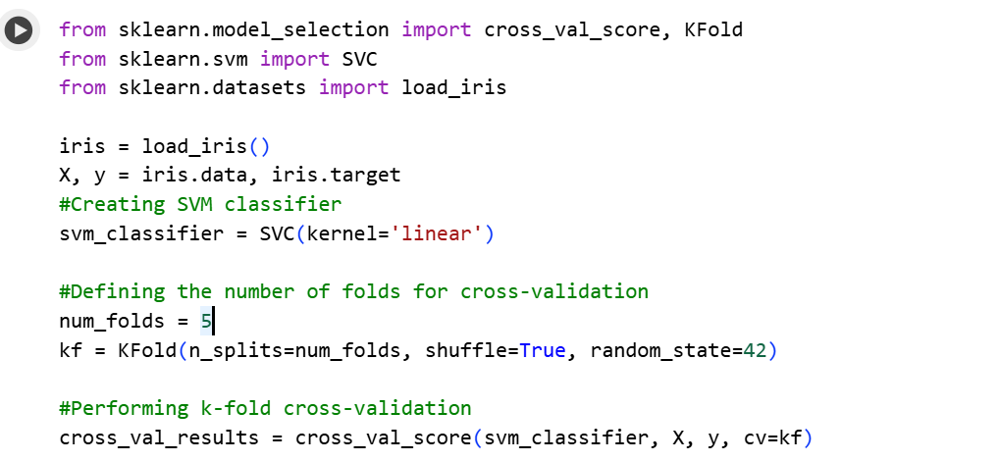 from sklearn.model_selection import cross_val_score, KFold
from sklearn.svm import SVC
from sklearn.datasets import load_iris
iris = load_iris()
X, y = iris.data, iris.target
#Creating SVM classifier
svm_classifier = SVC(kernel='linear')
#Defining the number of folds for cross-validation
num_folds = 5
kf = KFold(n_splits=num_folds, shuffle=True, random_state=42)
#Performing k-fold cross-validation
cross_val_results = cross_val_score(svm_classifier, X, y, cv=kf)